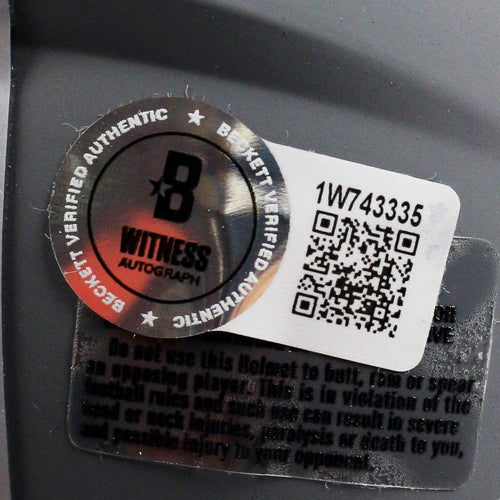 BECKETT VERIFIED AUTHENTIC ★ BECKETT VERIFIED AUTHENTIC ★
B
WITNESS
AUTOGRAPH
1W743335
Do not use this Helmet to butt, ram or spear
an opposing player. This is in violation of the
football rules and such use can result in severe
head or neck injuries, paralysis or death to you,
and possible injury to your opponent.